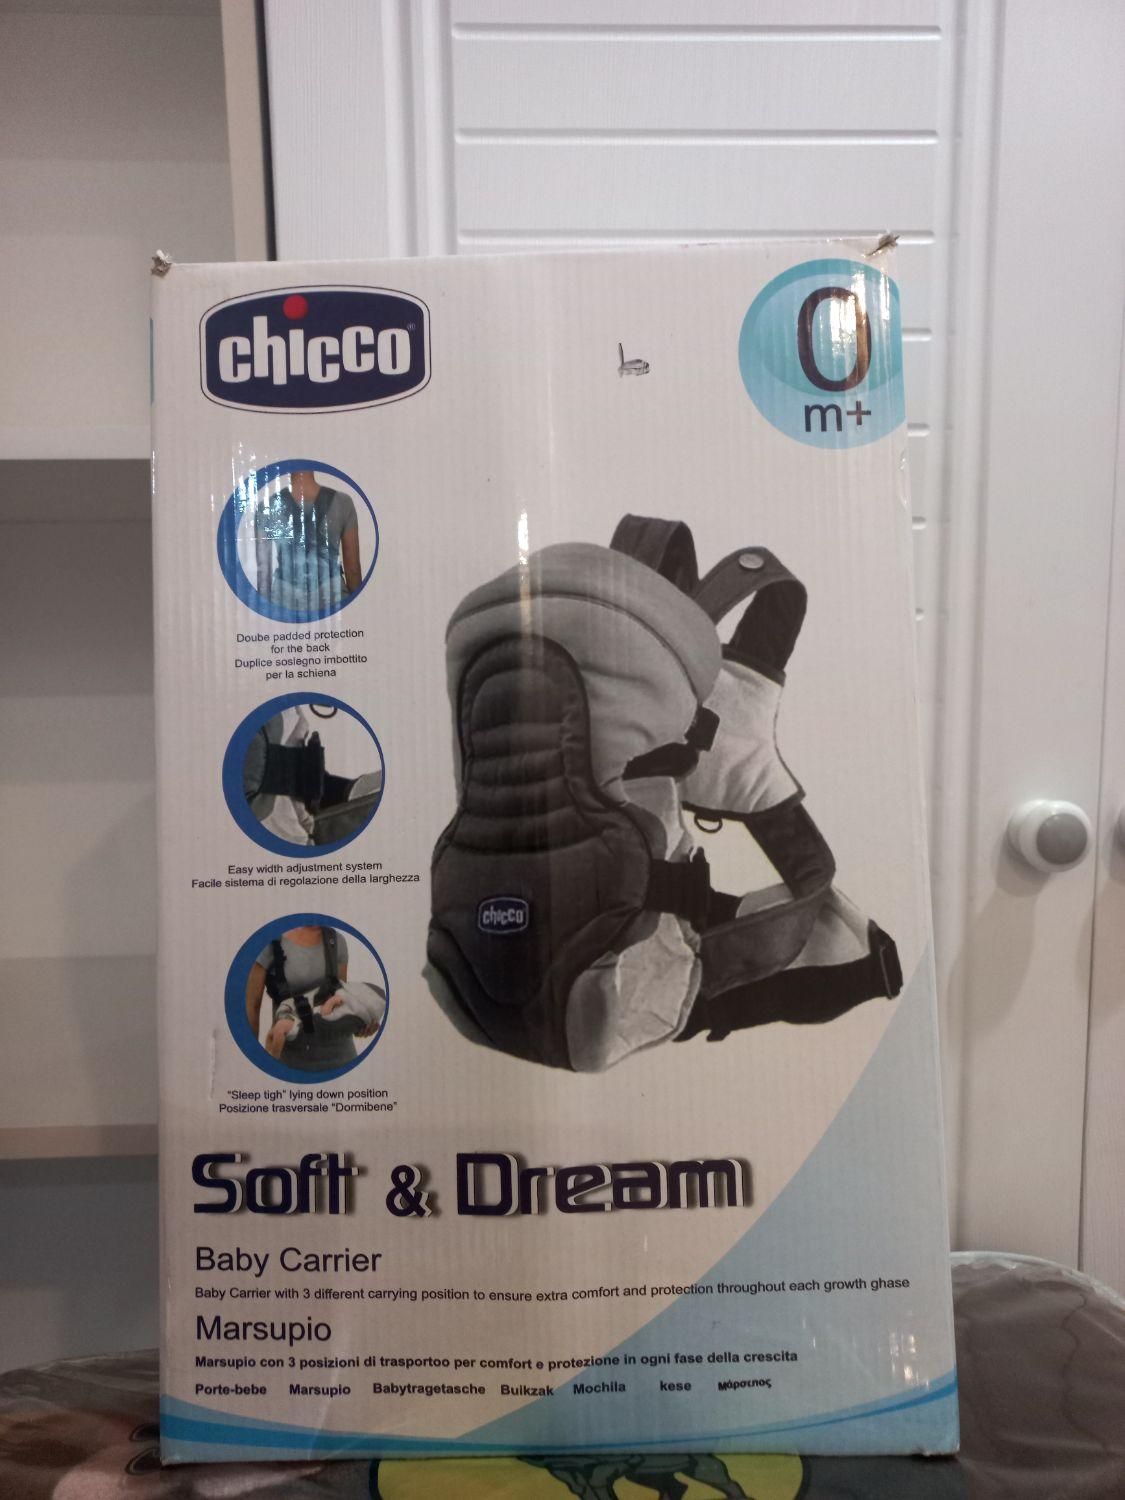 chicco
0
m+
Doube padded protection
for the back
Duplice soslegno imbottito
per la schiena
Easy width adjustment system
Facile sistema di regolazione della larghezza
chicco
"Sleep tigh" lying down position
Posizione trasversale "Dormibene"
Soft & Dream
Baby Carrier
Baby Carrier with 3 different carrying position to ensure extra comfort and protection throughout each growth ghase
Marsupio
Marsupio con 3 posizioni di trasportoo per comfort e protezione in ogni fase della crescita
Porte-bebe Marsupio Babytragetasche Buikzak Mochila kese Μάρσιπος